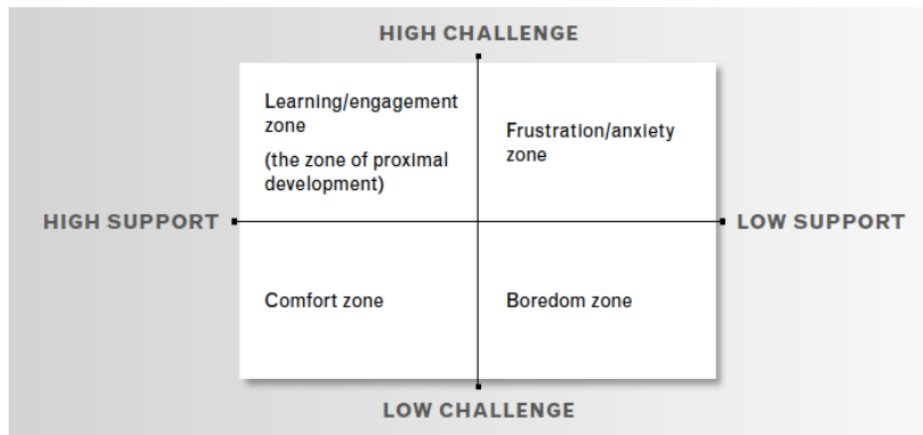 HIGH CHALLENGE
Learning/engagement
zone
(the zone of proximal
development)
Frustration/anxiety
zone
HIGH SUPPORT
LOW SUPPORT
Comfort zone
Boredom zone
LOW CHALLENGE